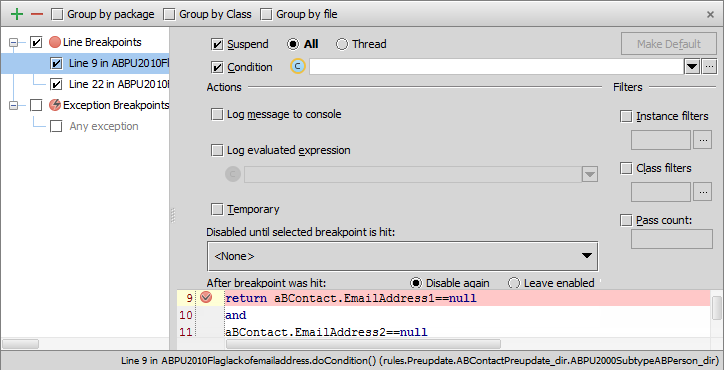 Group by package Group by Class Group by file
Line Breakpoints
Line 9 in ABPU2010Fl
Line 22 in ABPU2010
Exception Breakpoints
Any exception
Suspend All Thread Make Default
Condition
Actions Filters
Log message to console Instance filters
Log evaluated expression
Class filters
Temporary Pass count:
Disabled until selected breakpoint is hit:
<None>
After breakpoint was hit: Disable again Leave enabled
9 return aBContact.EmailAddress1==null
10 and
11 aBContact.EmailAddress2==null
Line 9 in ABPU2010Flaglackofemailaddress.doCondition() (rules.Preupdate.ABContactPreupdate_dir.ABPU2000SubtypeABPerson_dir)